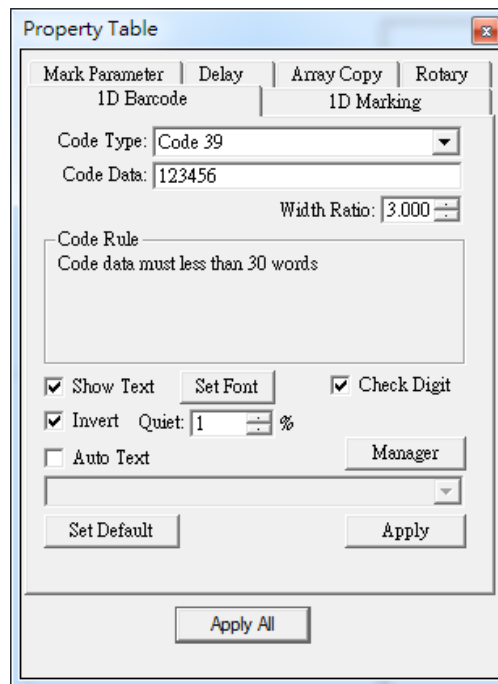 Property Table
Mark Parameter Delay Array Copy Rotary
1D Barcode 1D Marking
Code Type: Code 39
Code Data: 123456
Width Ratio: 3.000
Code Rule
Code data must less than 30 words
Show Text Set Font Check Digit
Invert Quiet: 1 %
Auto Text Manager
Set Default Apply
Apply All